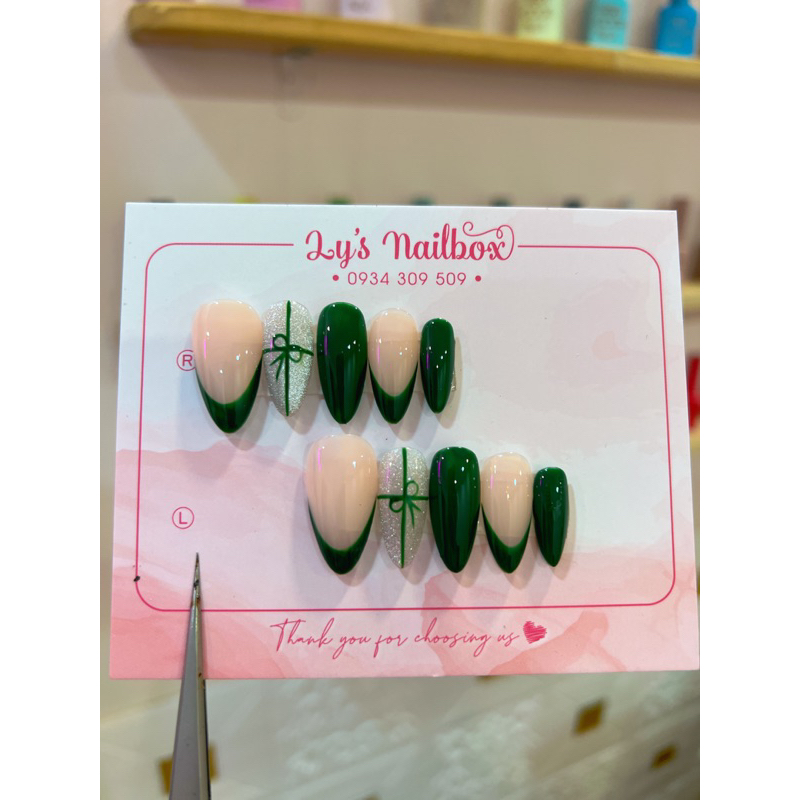 Ly's Nailbox
• 0934 309 509 •
R
L
Thank you for choosing us